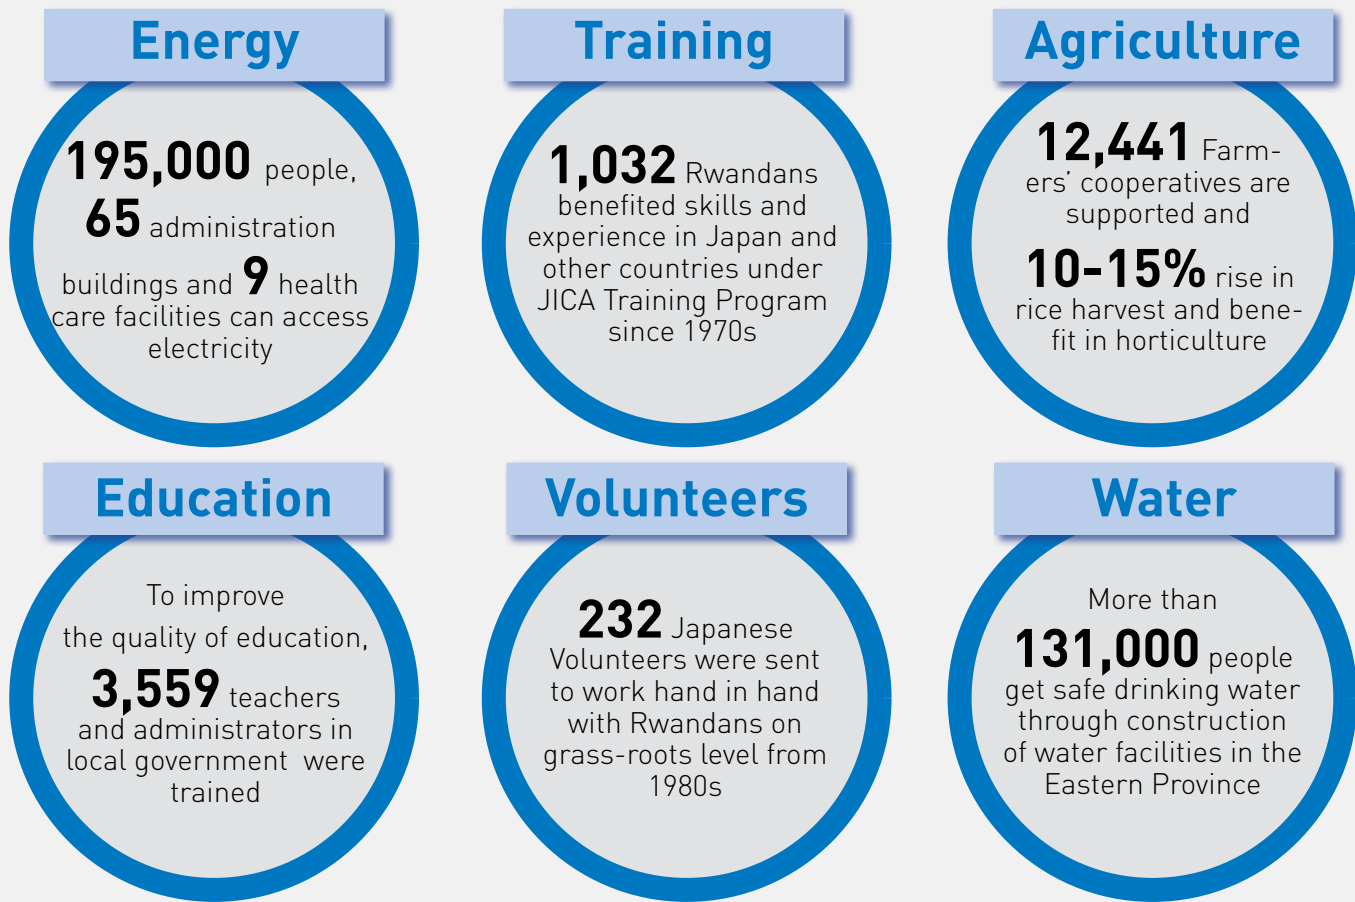 Energy
195,000 people,
65 administration
buildings and 9 health
care facilities can access
electricity
Training
1,032 Rwandans
benefited skills and
experience in Japan and
other countries under
JICA Training Program
since 1970s
Agriculture
12,441 Farm-
ers' cooperatives are
supported and
10-15% rise in
rice harvest and bene-
fit in horticulture
Education
To improve
the quality of education,
3,559 teachers
and administrators in
local government were
trained
Volunteers
232 Japanese
Volunteers were sent
to work hand in hand
with Rwandans on
grass-roots level from
1980s
Water
More than
131,000 people
get safe drinking water
through construction
of water facilities in the
Eastern Province